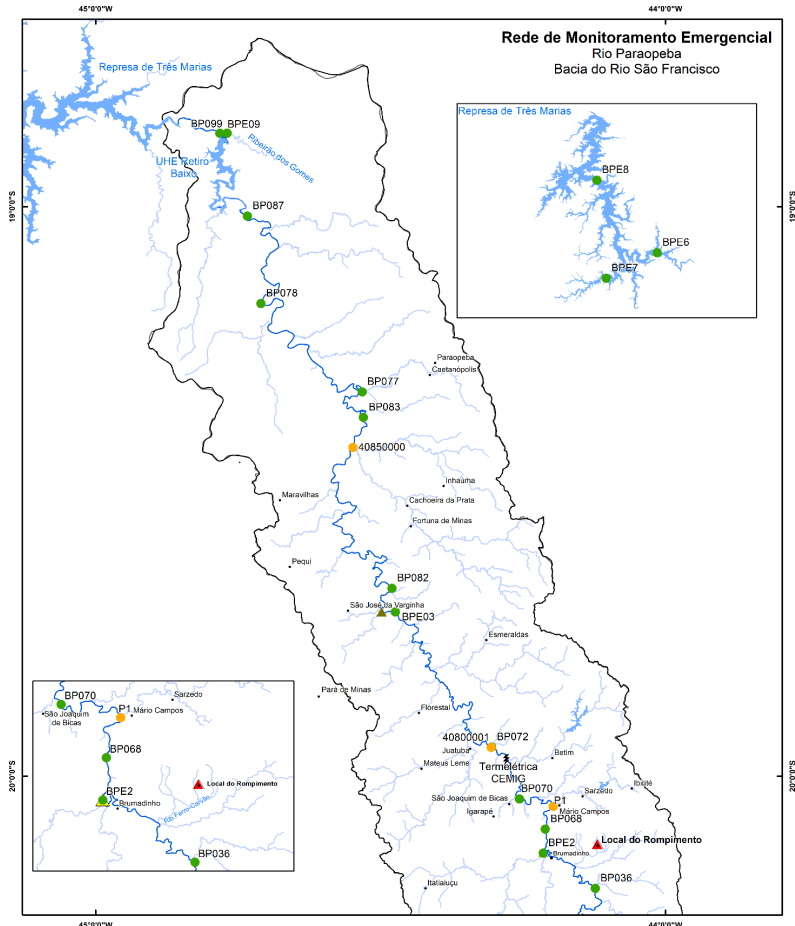 45°0'0"W
44°0'0"W
Rede de Monitoramento Emergencial
Rio Paraopeba
Bacia do Rio São Francisco
Represa de Três Marias
BP099
BPE09
Ribeirão dos Gomes
UHE Retiro
Baixo
BP087
BP078
Represa de Três Marias
BPE8
BPE6
BPE7
19°0'0"S
19°0'0"S
Paraopeba
Caetanópolis
BP077
BP083
40850000
Inhaúma
Maravilhas
Cachoeira da Prata
Fortuna de Minas
Pequi
BP082
São José da Varginha
BPE03
Esmeraldas
Pará de Minas
Florestal
40800001
BP072
Juatuba
Betim
Mateus Leme
Termelétrica
CEMIG
Ibirité
Sarzedo
BP070
São Joaquim de Bicas
P1
Mário Campos
Igarapé
BP068
Local do Rompimento
BPE2
Brumadinho
Itatiaiuçu
BP036
20°0'0"S
20°0'0"S
BP070
Sarzedo
São Joaquim
de Bicas
P1
Mário Campos
BP068
Local do Rompimento
BPE2
Brumadinho
Rib Ferro-Carvão
BP036
45°0'0"W
44°0'0"W